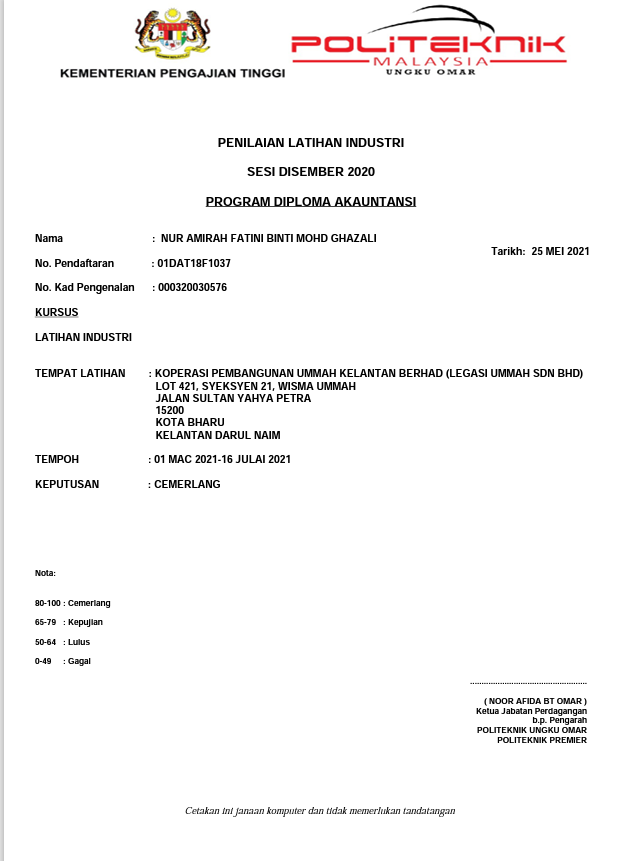 KEMENTERIAN PENGAJIAN TINGGI
POLITEKNIK
MALAYSIA
UNGKU OMAR
PENILAIAN LATIHAN INDUSTRI
SESI DISEMBER 2020
PROGRAM DIPLOMA AKAUNTANSI
Nama : NUR AMIRAH FATINI BINTI MOHD GHAZALI
Tarikh: 25 MEI 2021
No. Pendaftaran : 01DAT18F1037
No. Kad Pengenalan : 000320030576
KURSUS
LATIHAN INDUSTRI
TEMPAT LATIHAN : KOPERASI PEMBANGUNAN UMMAH KELANTAN BERHAD (LEGASI UMMAH SDN BHD)
LOT 421, SYEKSYEN 21, WISMA UMMAH
JALAN SULTAN YAHYA PETRA
15200
KOTA BHARU
KELANTAN DARUL NAIM
TEMPOH : 01 MAC 2021-16 JULAI 2021
KEPUTUSAN : CEMERLANG
Nota:
80-100 : Cemerlang
65-79 : Kepujian
50-64 : Lulus
0-49 : Gagal
..................................................
( NOOR AFIDA BT OMAR )
Ketua Jabatan Perdagangan
b.p. Pengarah
POLITEKNIK UNGKU OMAR
POLITEKNIK PREMIER
Cetakan ini janaan komputer dan tidak memerlukan tandatangan